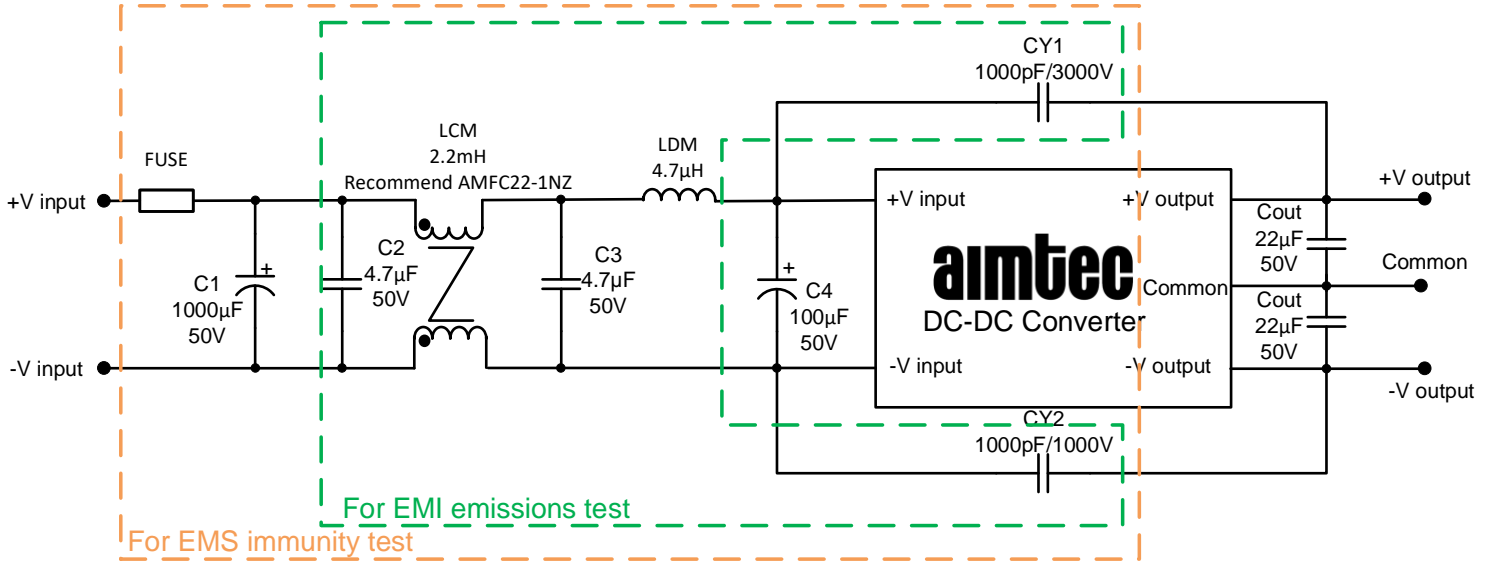 CY1
1000pF/3000V
LCM
2.2mH
Recommend AMFC22-1NZ
LDM
4.7µH
FUSE
+V input
+V input
+V output
+V output
C1
1000µF
50V
+
C2
4.7µF
50V
C3
4.7µF
50V
+
C4
100µF
50V
aimtec
DC-DC Converter
Common
Cout
22µF
50V
Common
Cout
22µF
50V
-V input
-V input
-V output
-V output
CY2
1000pF/1000V
For EMI emissions test
For EMS immunity test